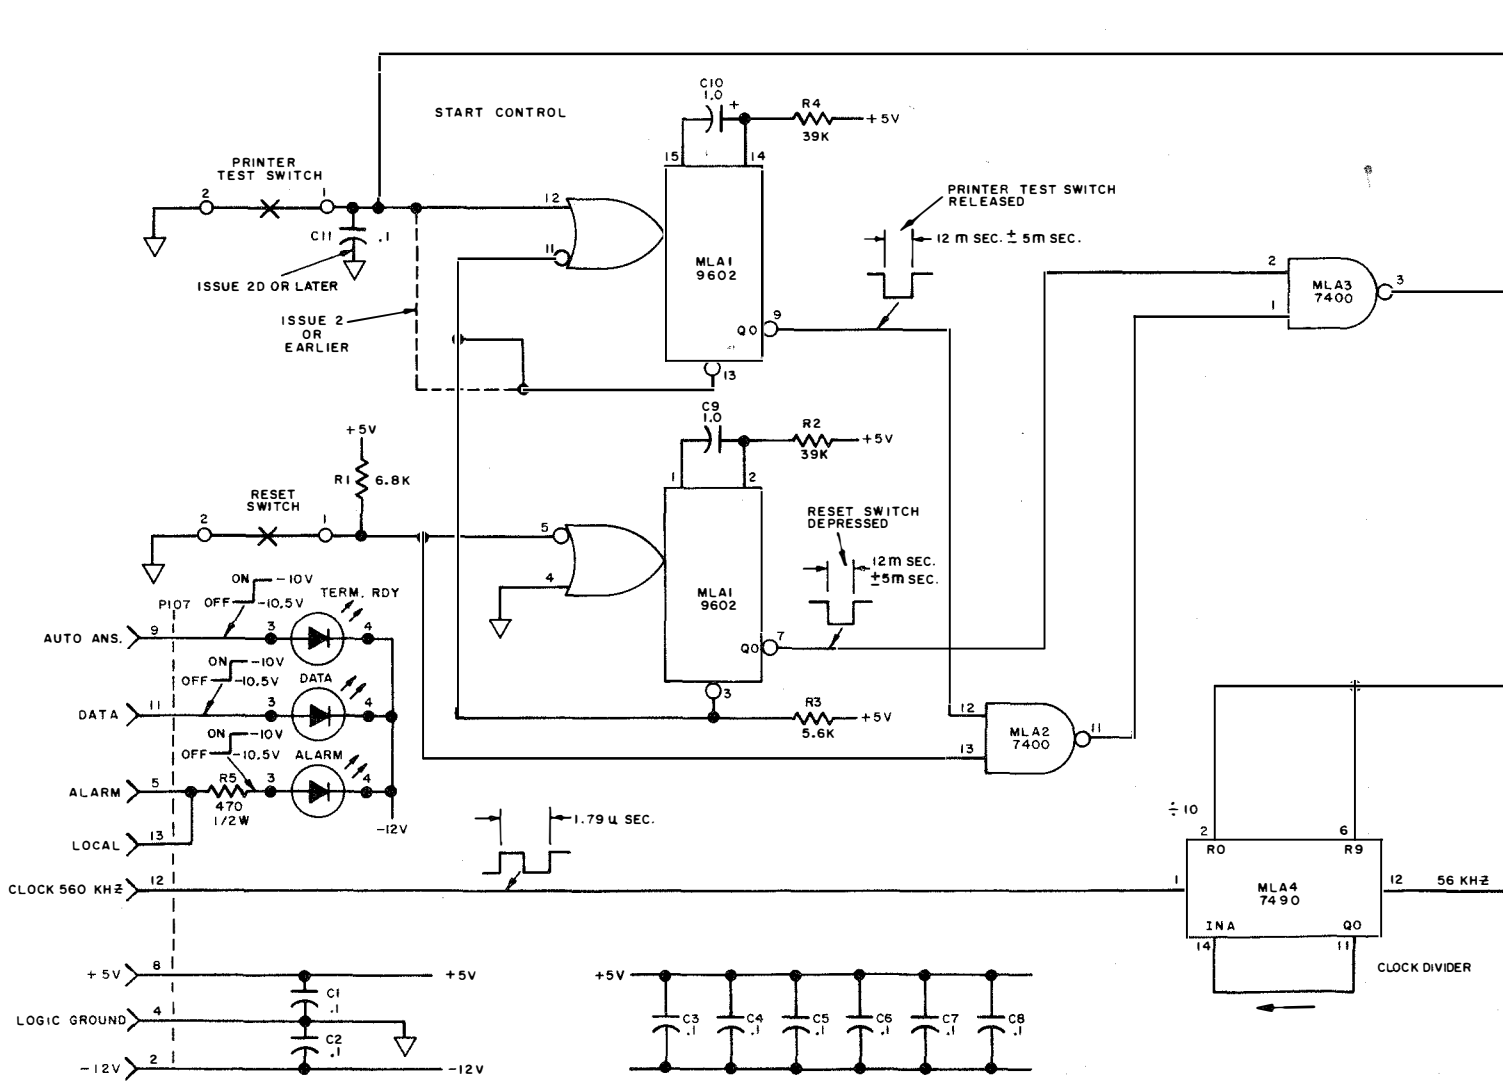 START CONTROL
C10
1.0
+
R4
39K
+5V
15
14
PRINTER
TEST SWITCH
2
1
C11
.1
ISSUE 2D OR LATER
ISSUE 2
OR
EARLIER
12
11
MLA1
9602
QO
9
13
PRINTER TEST SWITCH
RELEASED
12 m SEC. ± 5m SEC.
2
1
MLA3
7400
3
C9
1.0
R2
39K
+5V
1
2
+5V
R1
6.8K
RESET
SWITCH
2
1
5
4
MLA1
9602
QO
7
3
RESET SWITCH
DEPRESSED
12m SEC.
±5m SEC.
R3
5.6K
+5V
12
13
MLA2
7400
11
P107
ON
-10V
OFF
-10.5V
TERM. RDY
AUTO ANS.
9
3
4
ON
-10V
OFF
-10.5V
DATA
DATA
11
3
4
ON
-10V
OFF
-10.5V
ALARM
ALARM
5
R5
470
1/2W
3
4
-12V
LOCAL
13
1.79 µ SEC.
CLOCK 560 KHZ
12
÷10
2
6
R0
R9
1
MLA4
7490
12
56 KHZ
INA
QO
14
11
CLOCK DIVIDER
+5V
8
+5V
C1
.1
LOGIC GROUND
4
C2
.1
-12V
2
-12V
+5V
C3
.1
C4
.1
C5
.1
C6
.1
C7
.1
C8
.1